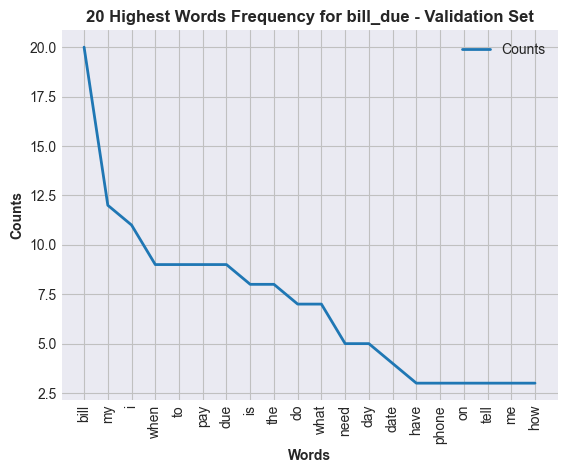 20 Highest Words Frequency for bill_due - Validation Set
Counts
20.0
17.5
15.0
12.5
10.0
7.5
5.0
2.5
Counts
bill
my
i
when
to
pay
due
is
the
do
what
need
day
date
have
phone
on
tell
me
how
Words